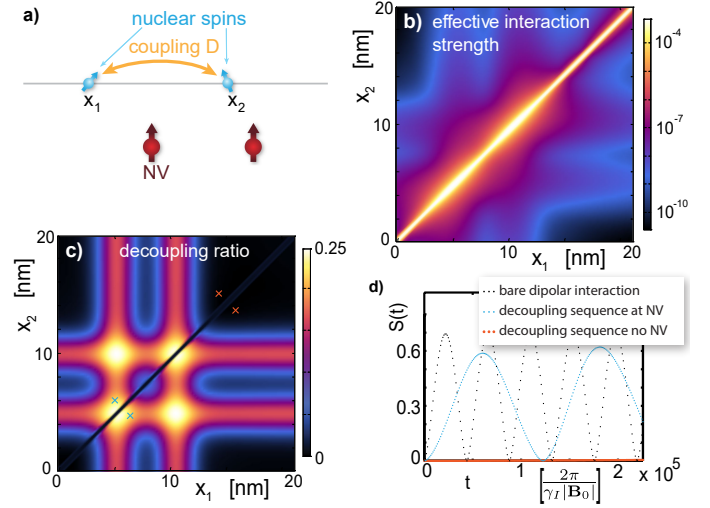 a)
nuclear spins
coupling D
x₁
x₂
NV
b)
effective interaction
strength
x₂ [nm]
20
10
0
0
10
20
x₁ [nm]
10⁻⁴
10⁻⁷
10⁻¹⁰
c)
decoupling ratio
x₂ [nm]
20
10
0
0
10
20
x₁ [nm]
0.25
0
d)
S(t)
bare dipolar interaction
decoupling sequence at NV
decoupling sequence no NV
0.6
0.3
0
0
1
1
2
× 10⁵
t [2π / γ_I|B₀|]